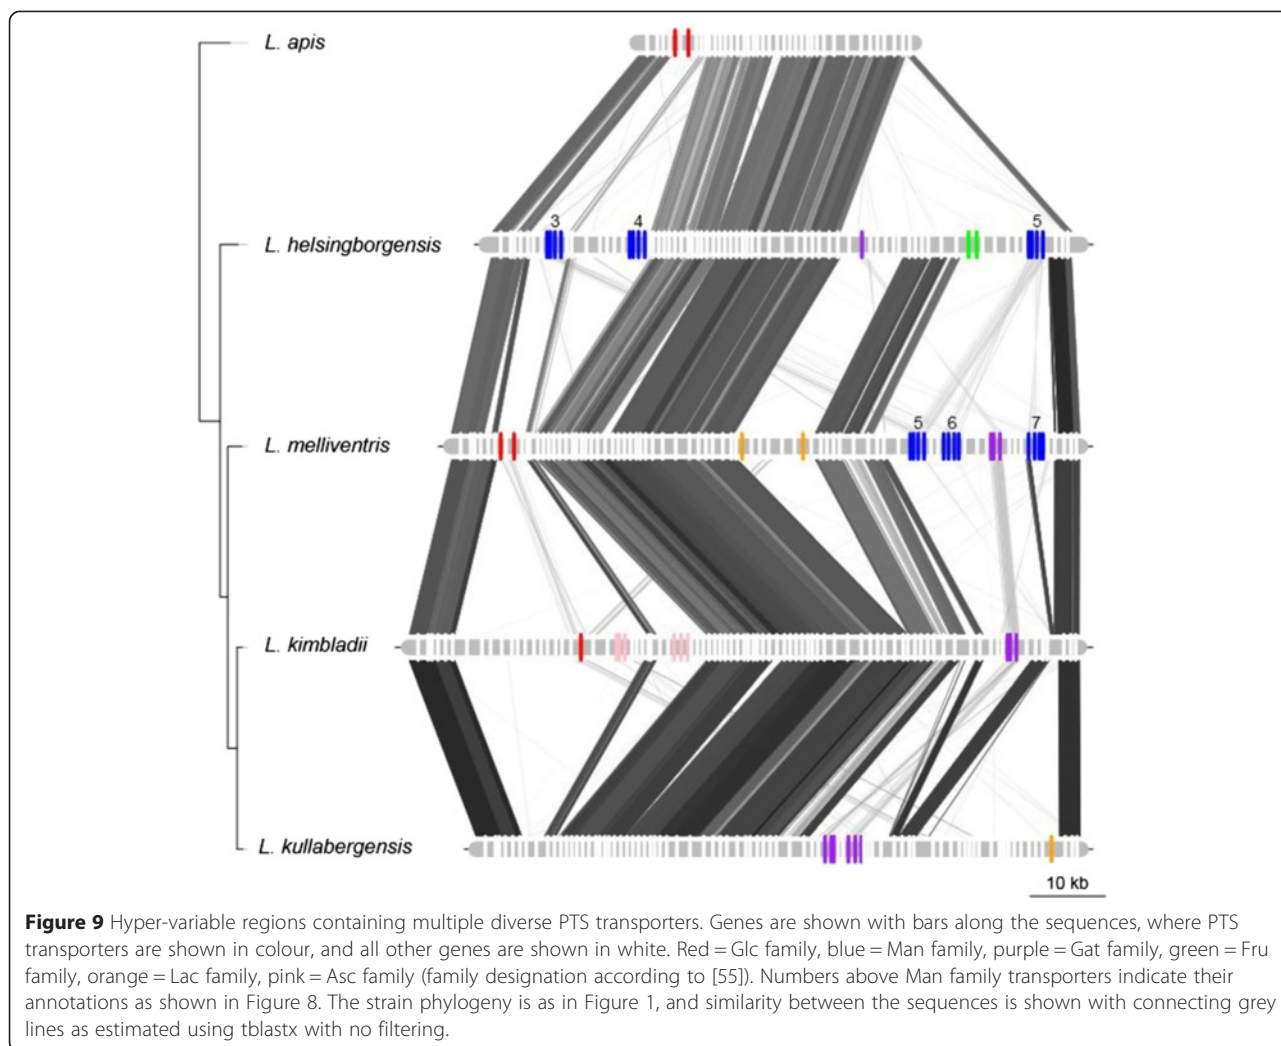 L. apis
3 4 5
L. helsingborgensis
5 6 7
L. melliventris
L. kimbladii
L. kullabergensis
10 kb
Figure 9 Hyper-variable regions containing multiple diverse PTS transporters. Genes are shown with bars along the sequences, where PTS
transporters are shown in colour, and all other genes are shown in white. Red = Glc family, blue = Man family, purple = Gat family, green = Fru
family, orange = Lac family, pink = Asc family (family designation according to [55]). Numbers above Man family transporters indicate their
annotations as shown in Figure 8. The strain phylogeny is as in Figure 1, and similarity between the sequences is shown with connecting grey
lines as estimated using tblastx with no filtering.